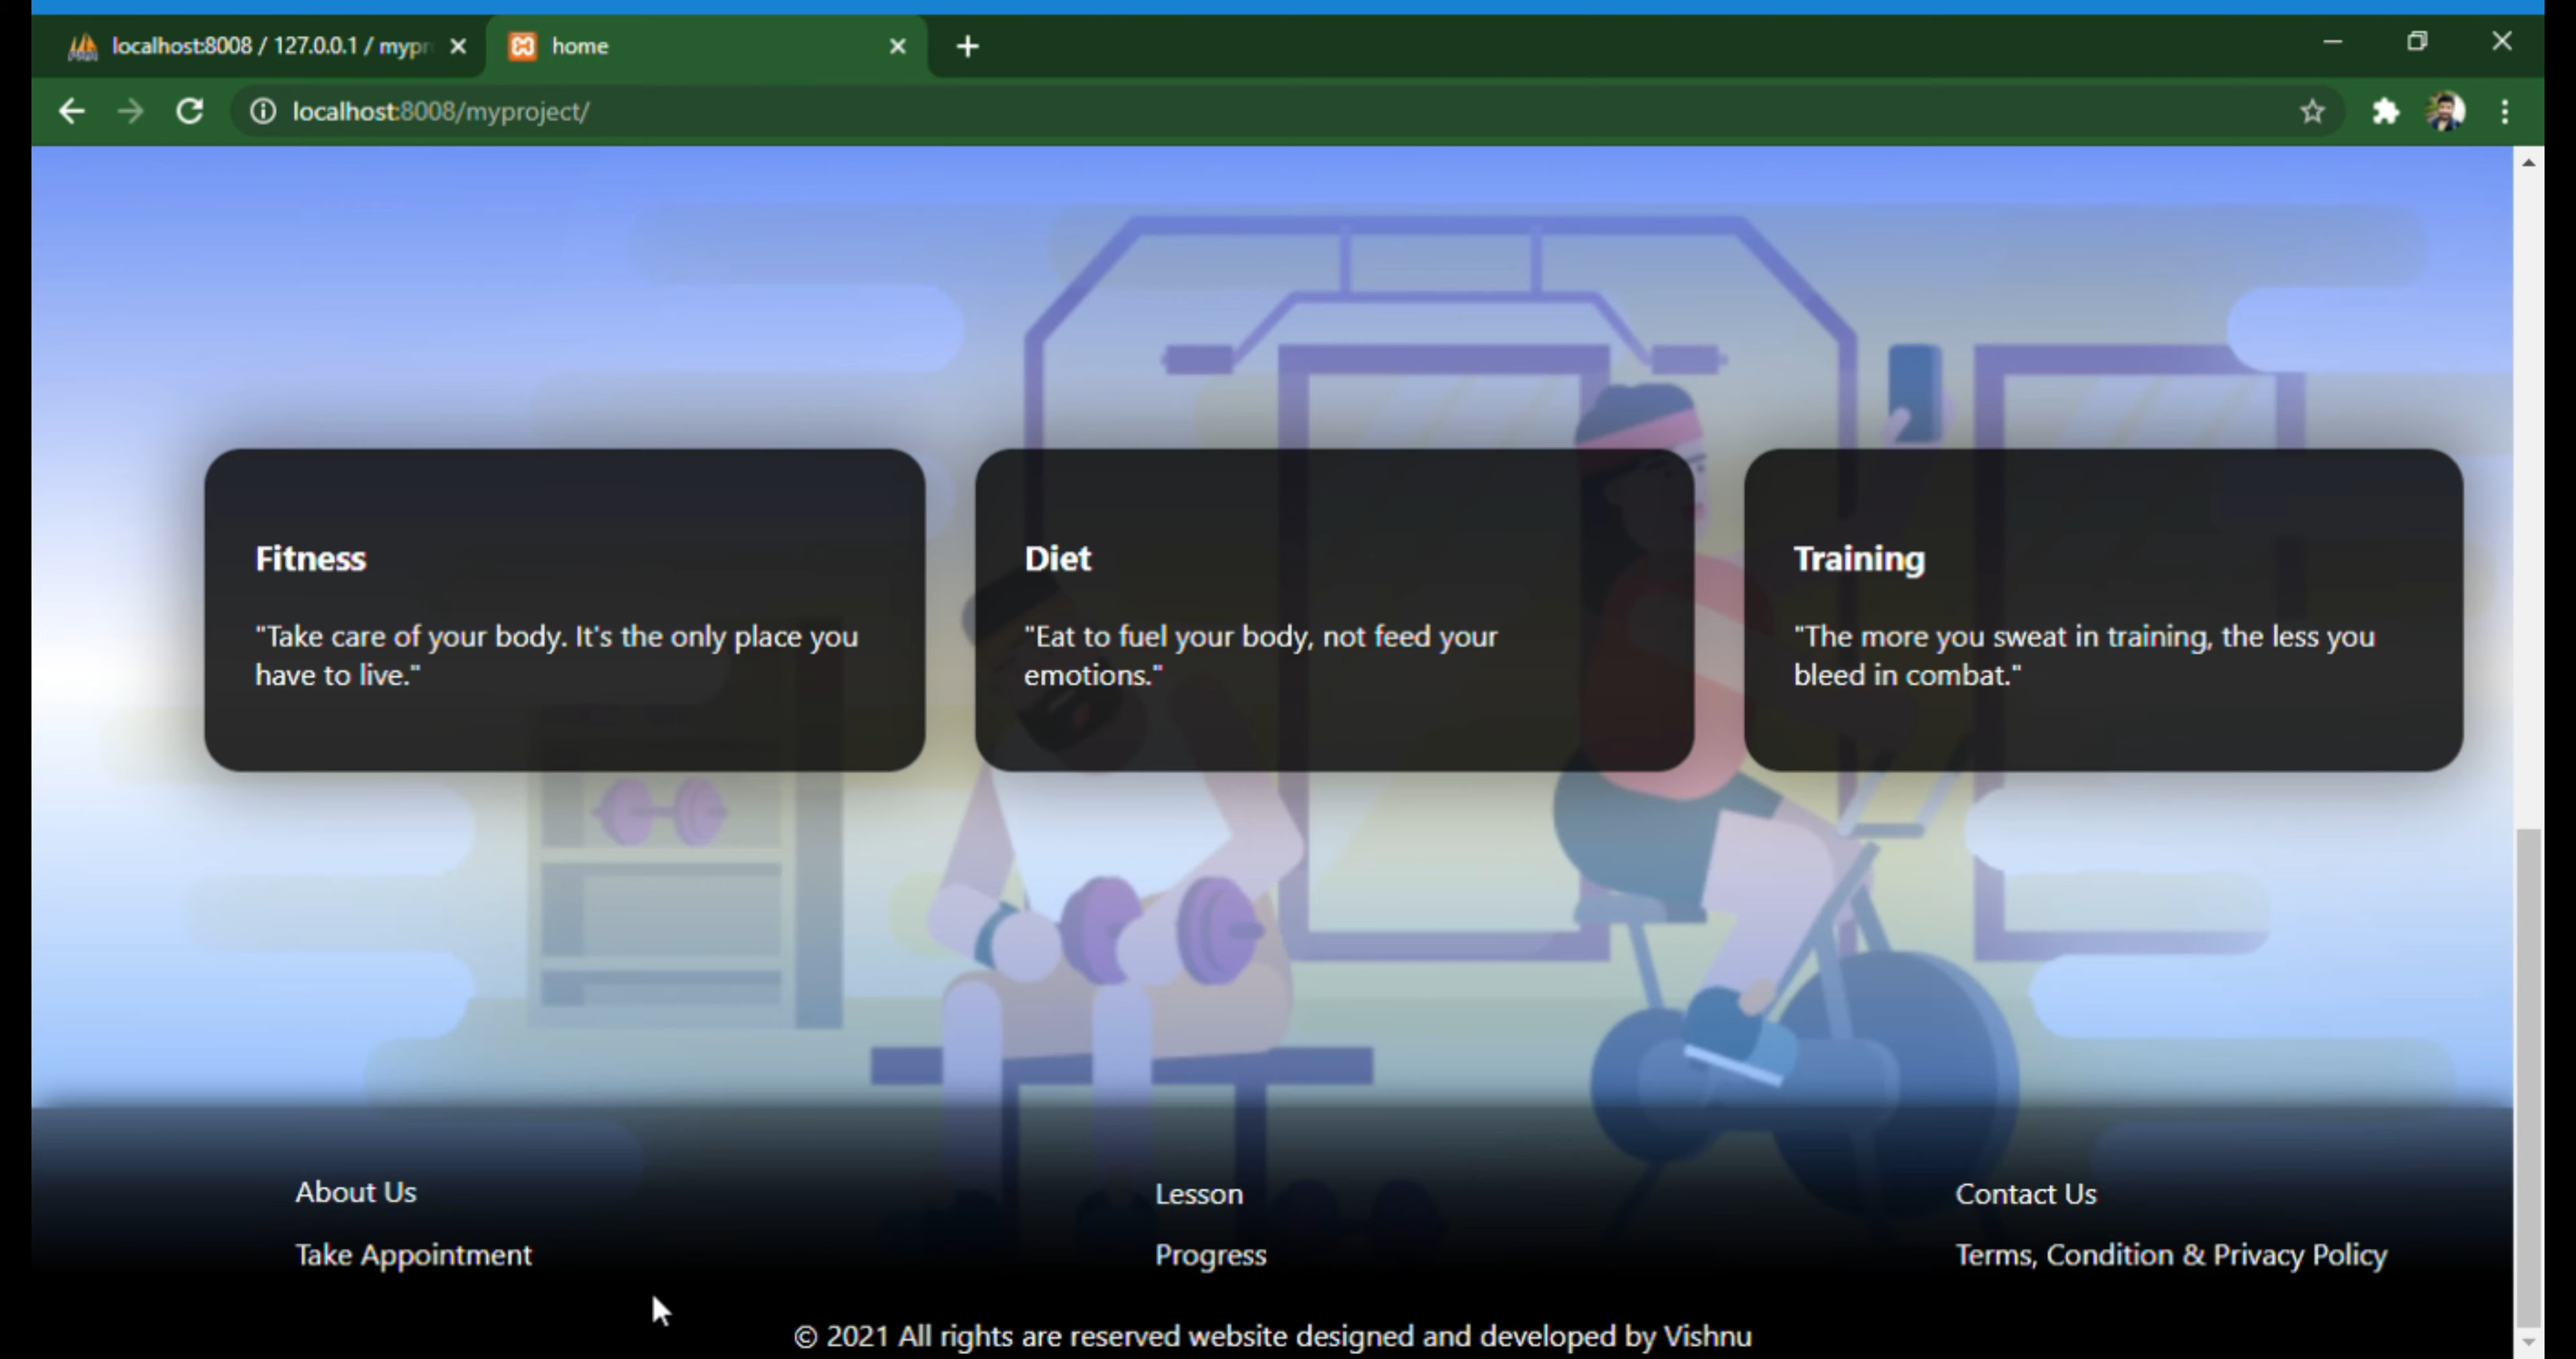 localhost:8008 / 127.0.0.1 / mypr
home
localhost:8008/myproject/
Fitness
"Take care of your body. It's the only place you
have to live."
Diet
"Eat to fuel your body, not feed your
emotions."
Training
"The more you sweat in training, the less you
bleed in combat."
About Us
Lesson
Contact Us
Take Appointment
Progress
Terms, Condition & Privacy Policy
© 2021 All rights are reserved website designed and developed by Vishnu